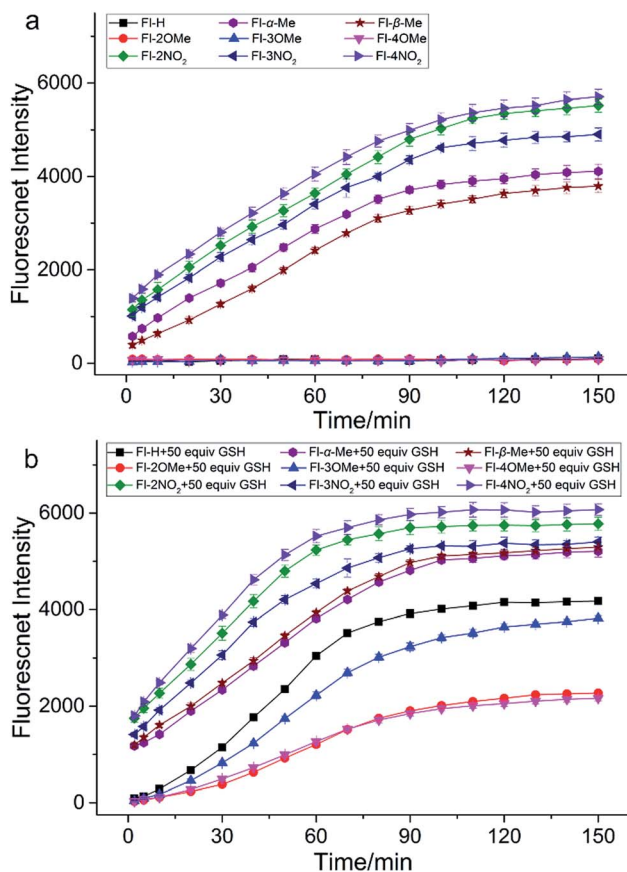 a
Fl-H Fl-α-Me Fl-β-Me
Fl-2OMe Fl-3OMe Fl-4OMe
Fl-2NO₂ Fl-3NO₂ Fl-4NO₂
6000
4000
2000
0
Fluorescnet Intensity
0 30 60 90 120 150
Time/min
b
Fl-H+50 equiv GSH Fl-α-Me+50 equiv GSH Fl-β-Me+50 equiv GSH
Fl-2OMe+50 equiv GSH Fl-3OMe+50 equiv GSH Fl-4OMe+50 equiv GSH
Fl-2NO₂+50 equiv GSH Fl-3NO₂+50 equiv GSH Fl-4NO₂+50 equiv GSH
6000
4000
2000
0
Fluorescnet Intensity
0 30 60 90 120 150
Time/min